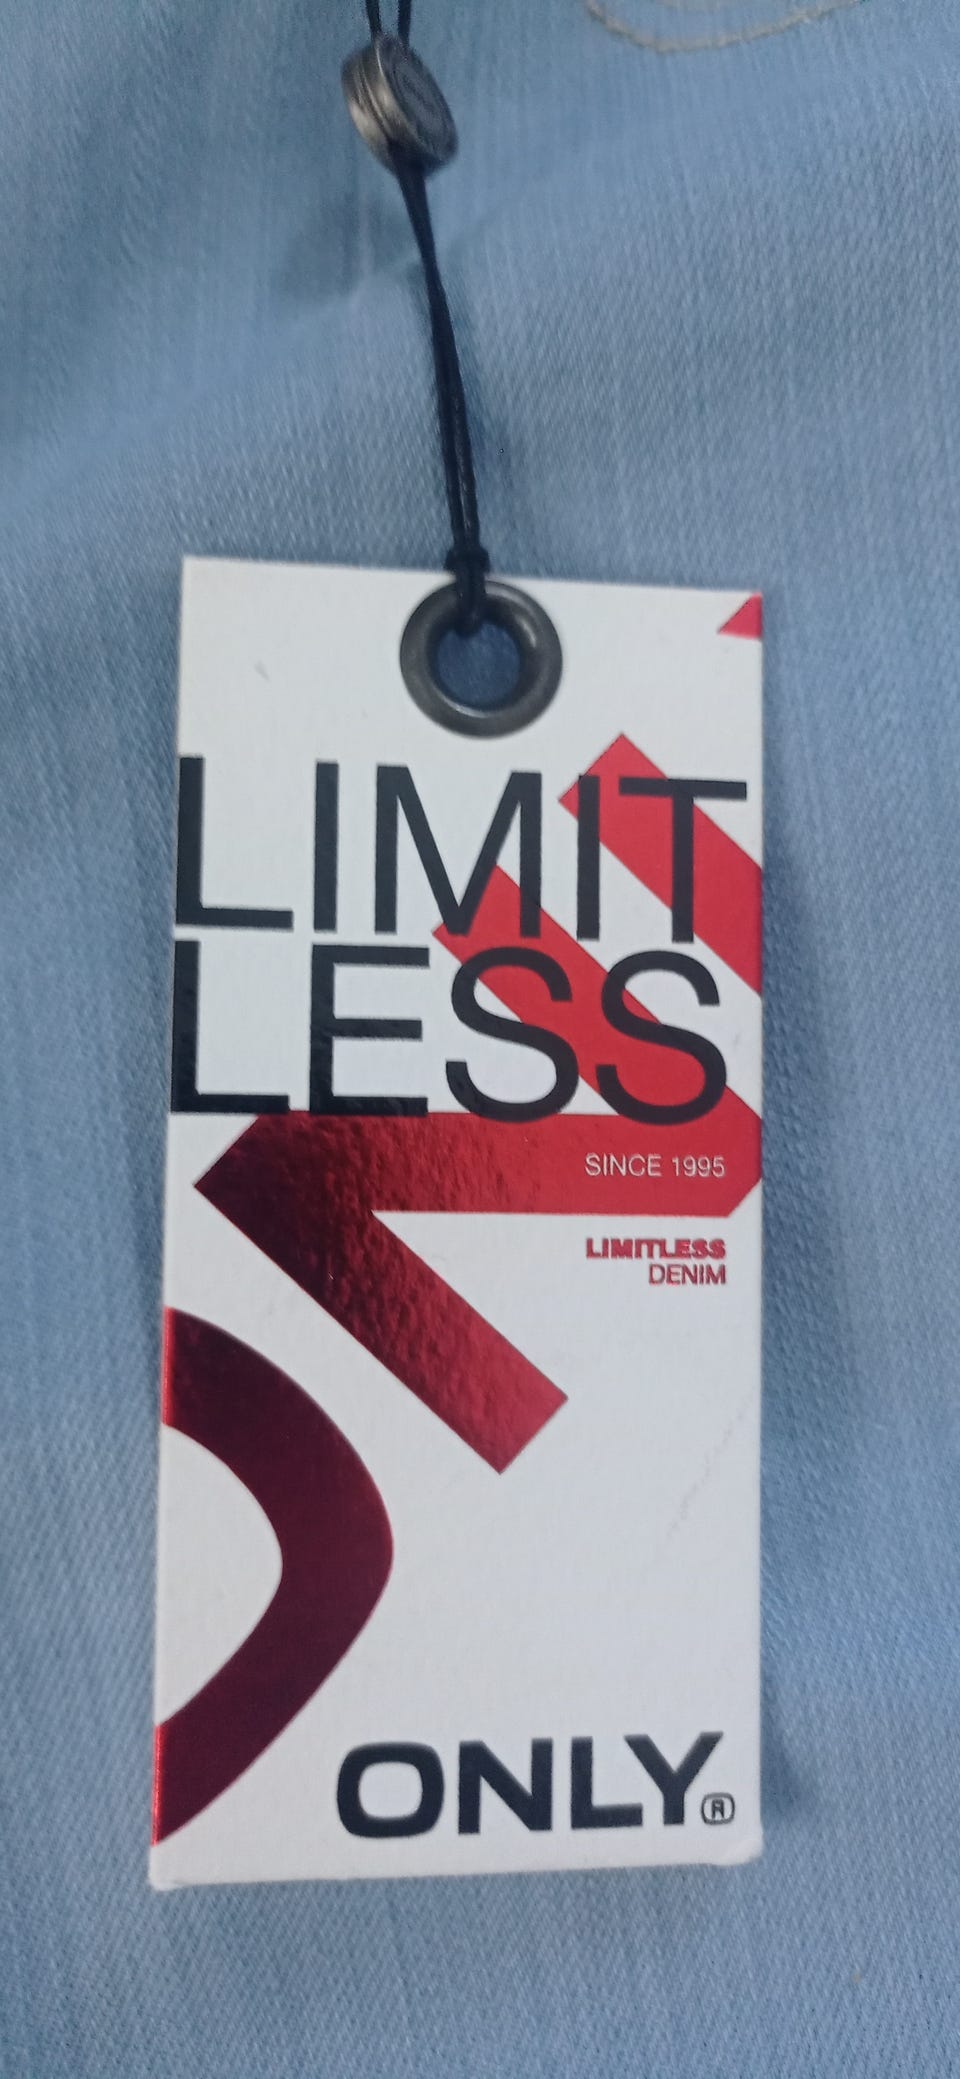 LIMIT
LESS
SINCE 1995
LIMITLESS
DENIM
ONLY®